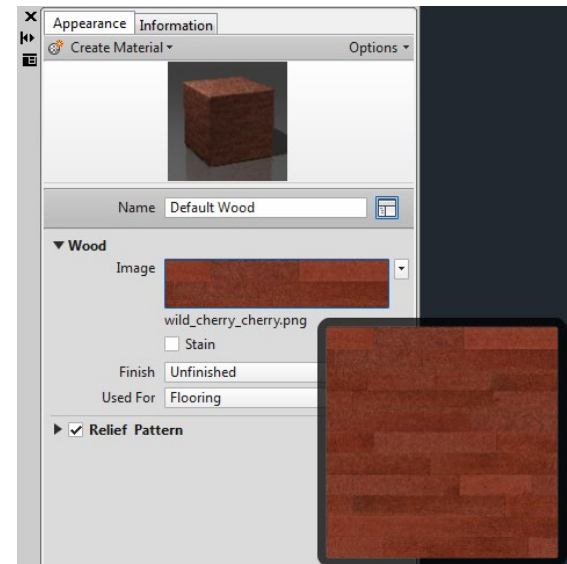 Appearance Information
Create Material Options
Name Default Wood
Wood
Image
wild_cherry_cherry.png
Stain
Finish Unfinished
Used For Flooring
Relief Pattern